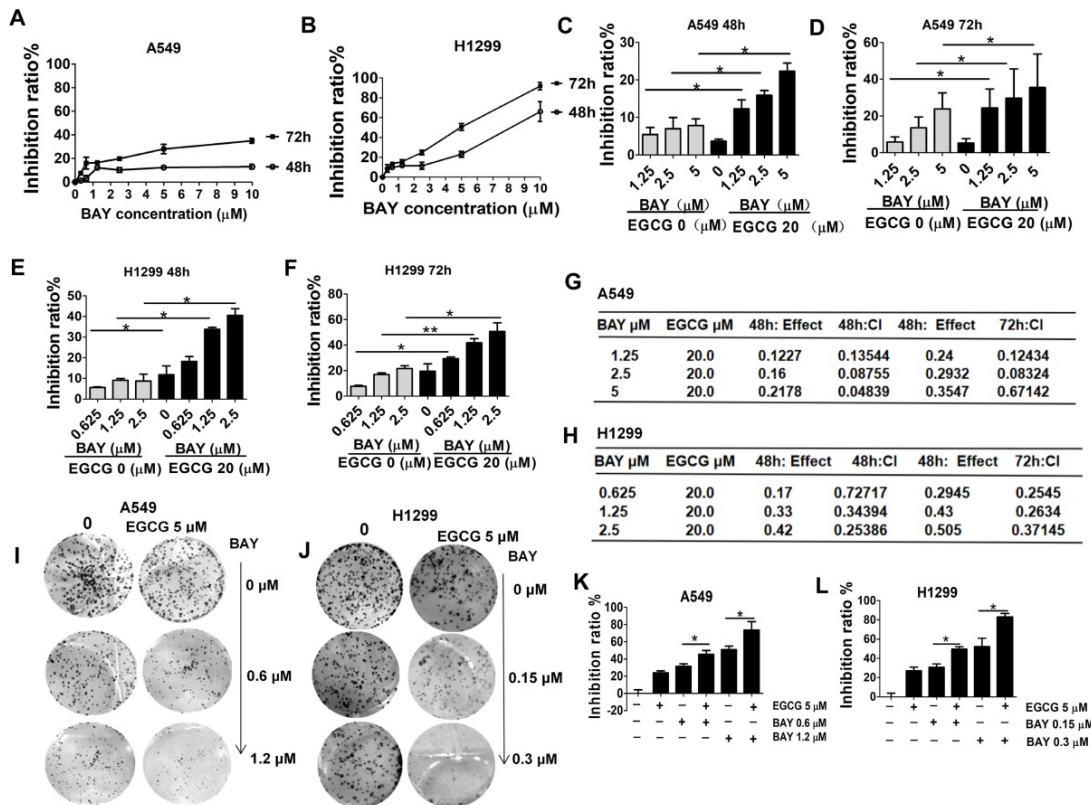 A
A549
Inhibition ratio%
100
80
60
40
20
0
72h
48h
0 1 2 3 4 5 6 7 8 9 10
BAY concentration (μM)
B
H1299
Inhibition ratio%
100
80
60
40
20
0
72h
48h
0 1 2 3 4 5 6 7 8 9 10
BAY concentration (μM)
C
A549 48h
Inhibition ratio%
30
20
10
0
*
*
*
1.25 2.5 5 0 1.25 2.5 5
BAY (μM) BAY (μM)
EGCG 0 (μM) EGCG 20 (μM)
D
A549 72h
Inhibition ratio%
80
60
40
20
0
*
*
*
1.25 2.5 5 0 1.25 2.5 5
BAY (μM) BAY (μM)
EGCG 0 (μM) EGCG 20 (μM)
E
H1299 48h
Inhibition ratio%
50
40
30
20
10
0
*
*
*
0.625 1.25 2.5 0 0.625 1.25 2.5
BAY (μM) BAY (μM)
EGCG 0 (μM) EGCG 20 (μM)
F
H1299 72h
Inhibition ratio%
80
60
40
20
0
*
**
*
0.625 1.25 2.5 0 0.625 1.25 2.5
BAY (μM) BAY (μM)
EGCG 0 (μM) EGCG 20 (μM)
G
A549
BAY μM EGCG μM 48h: Effect 48h:CI 48h: Effect 72h:CI
1.25 20.0 0.1227 0.13544 0.24 0.12434
2.5 20.0 0.16 0.08755 0.2932 0.08324
5 20.0 0.2178 0.04839 0.3547 0.67142
H
H1299
BAY μM EGCG μM 48h: Effect 48h:CI 48h: Effect 72h:CI
0.625 20.0 0.17 0.72717 0.2945 0.2545
1.25 20.0 0.33 0.34394 0.43 0.2634
2.5 20.0 0.42 0.25386 0.505 0.37145
I
A549
0 EGCG 5 μM
BAY
0 μM
0.6 μM
1.2 μM
J
H1299
0 EGCG 5 μM
BAY
0 μM
0.15 μM
0.3 μM
K
A549
Inhibition ratio %
100
80
60
40
20
0
-20
*
*
– + – + – + EGCG 5 μM
– – + + – – BAY 0.6 μM
– – – – + + BAY 1.2 μM
L
H1299
Inhibition ratio %
100
80
60
40
20
0
*
*
– + – + – + EGCG 5 μM
– – + + – – BAY 0.15 μM
– – – – + + BAY 0.3 μM